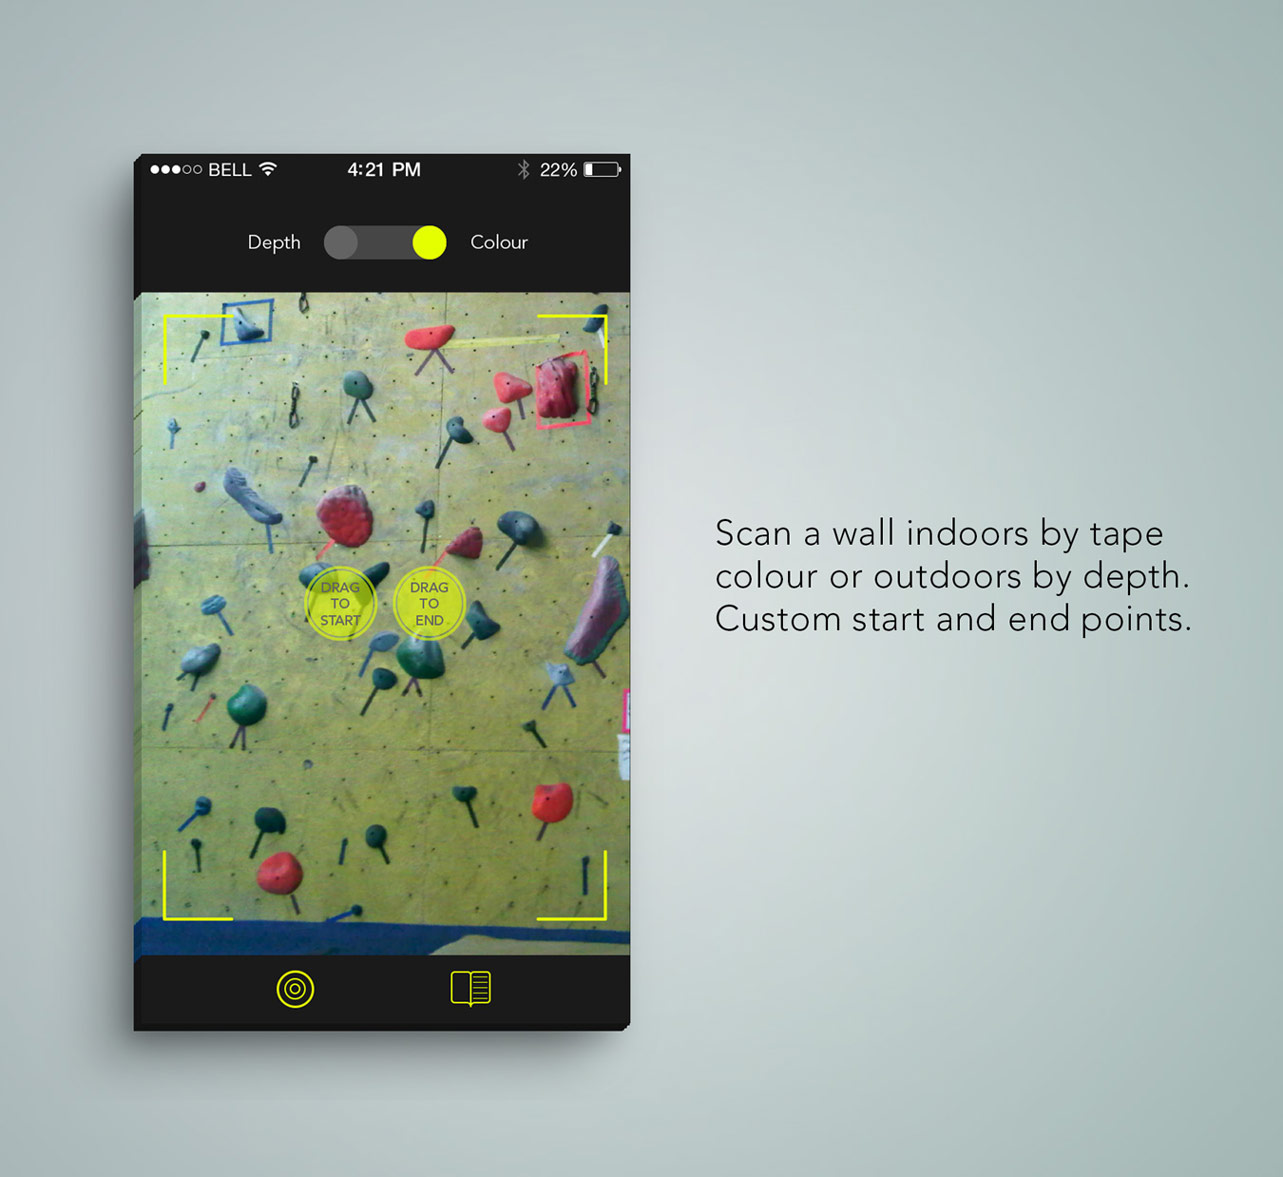 BELL 4:21 PM 22%
Depth Colour
DRAG
TO
START
DRAG
TO
END
Scan a wall indoors by tape
colour or outdoors by depth.
Custom start and end points.